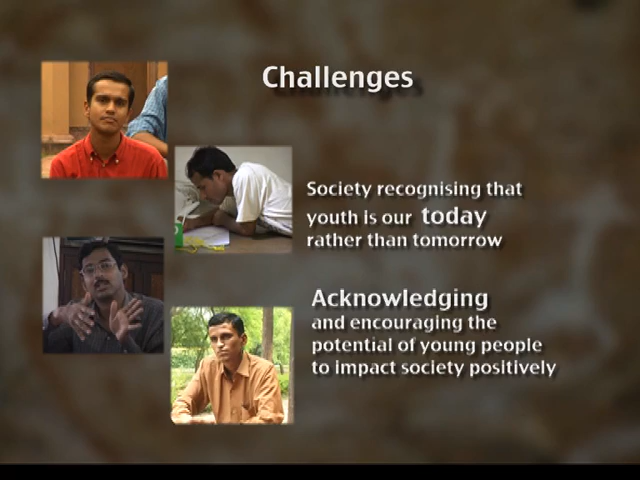 Challenges
Society recognising that
youth is our today
rather than tomorrow
Acknowledging
and encouraging the
potential of young people
to impact society positively